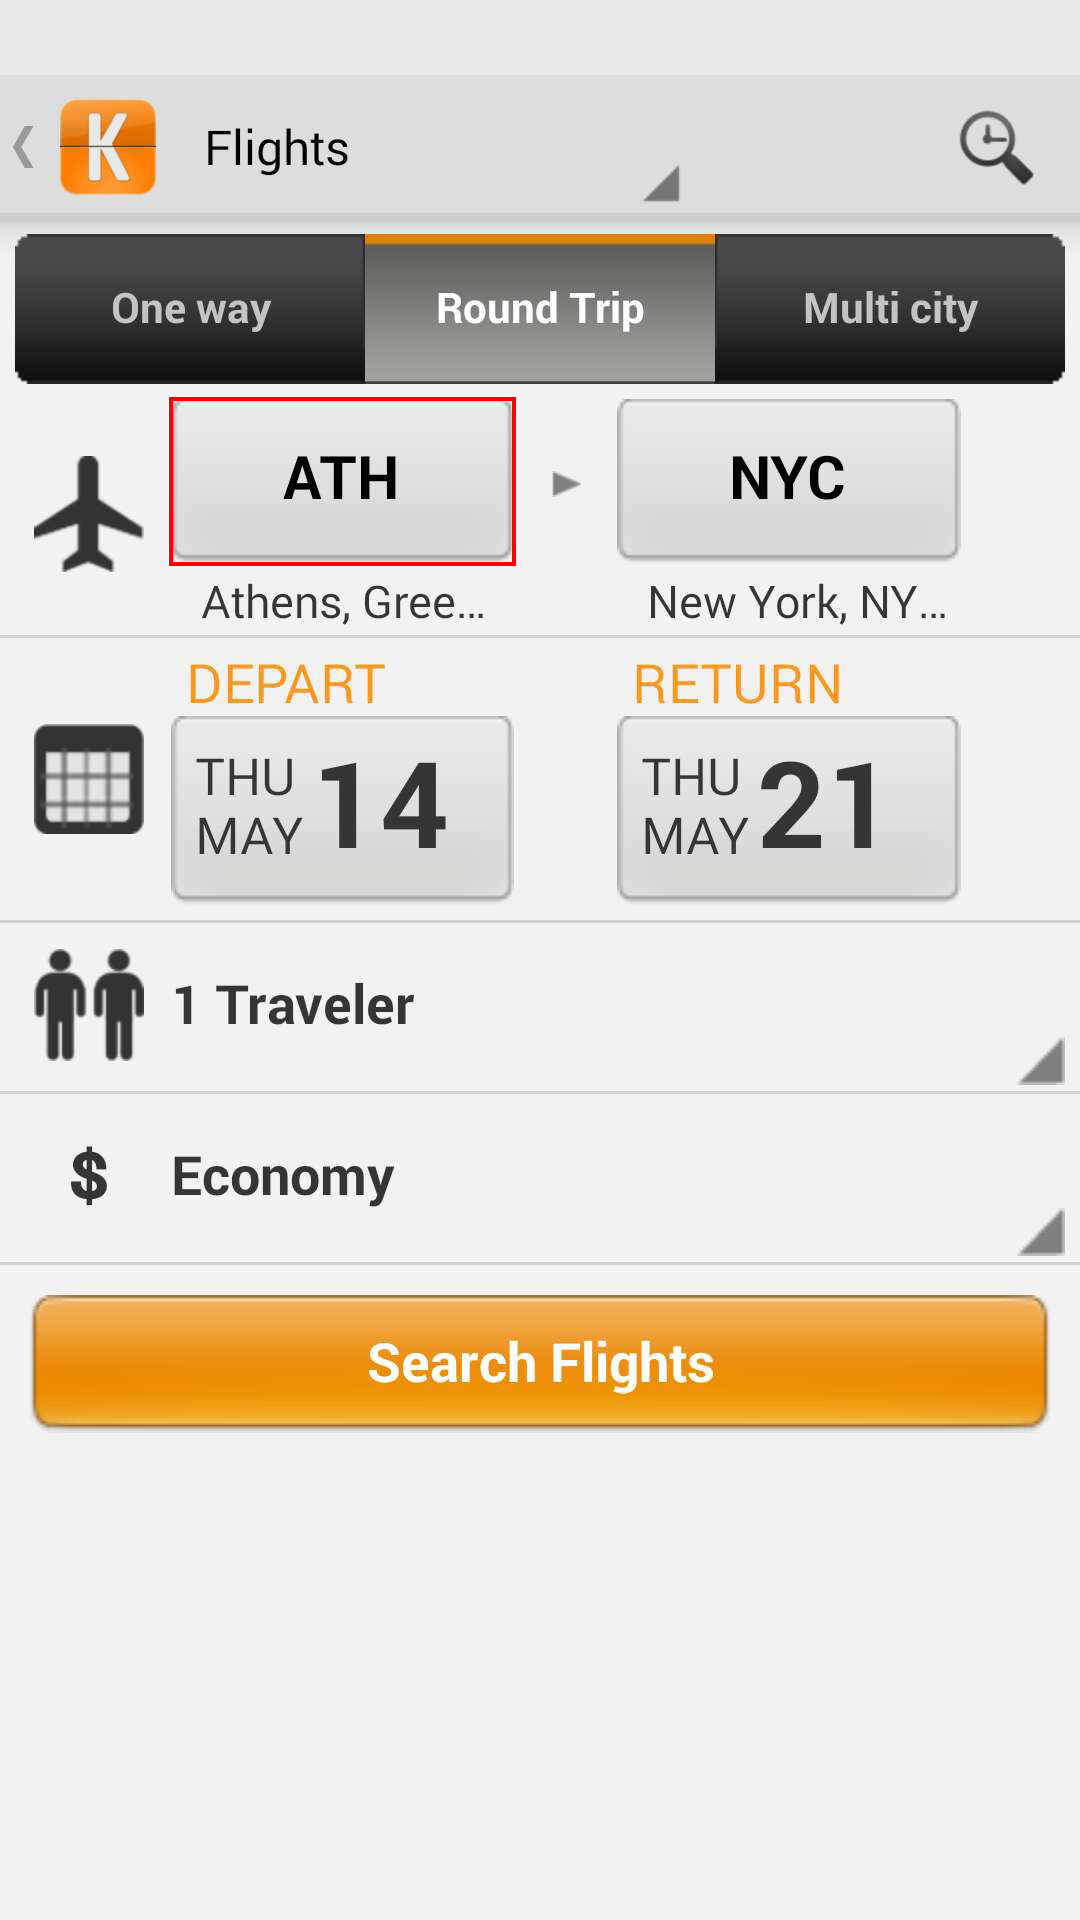 K
Flights
One way
Round Trip
Multi city
ATH
NYC
Athens, Gree...
New York, NY...
DEPART
RETURN
THU
MAY
14
THU
MAY
21
1 Traveler
$
Economy
Search Flights